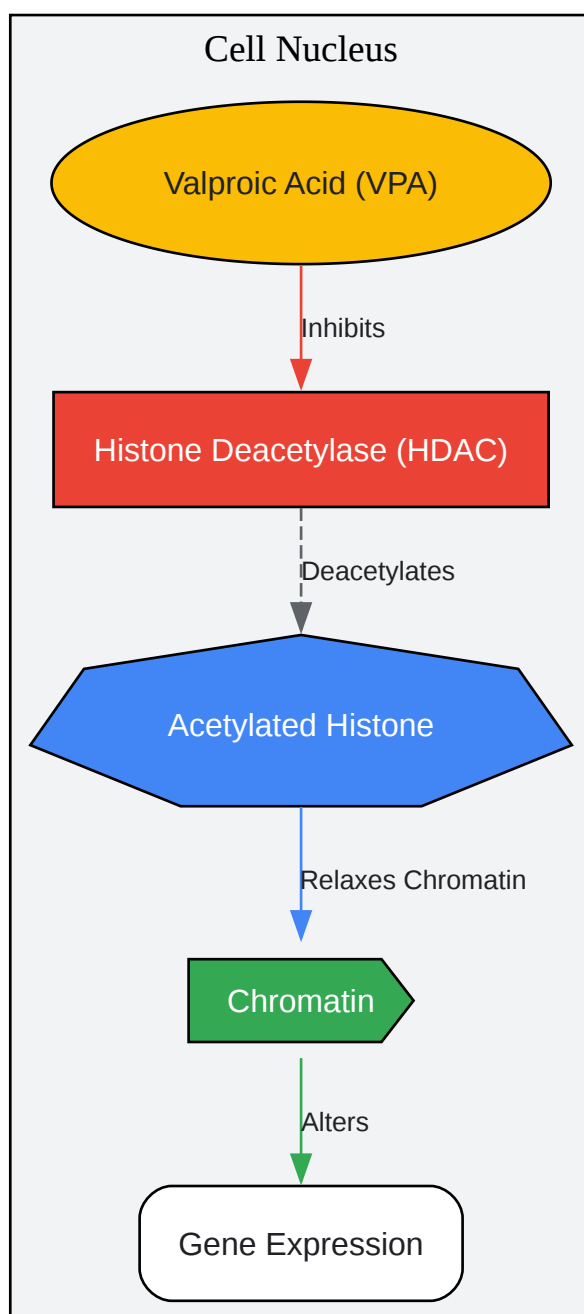 Cell Nucleus
Valproic Acid (VPA)
Inhibits
Histone Deacetylase (HDAC)
Deacetylates
Acetylated Histone
Relaxes Chromatin
Chromatin
Alters
Gene Expression